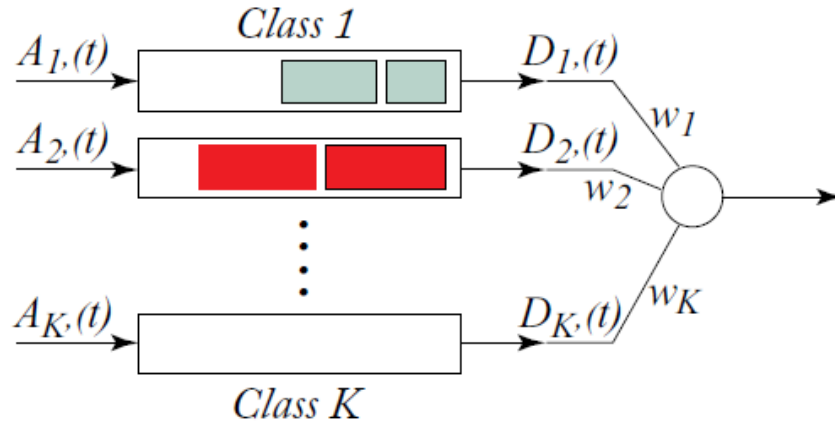 Class 1
A1,(t) D1,(t)
w1
A2,(t) D2,(t)
w2
AK,(t) DK,(t)
wK
Class K